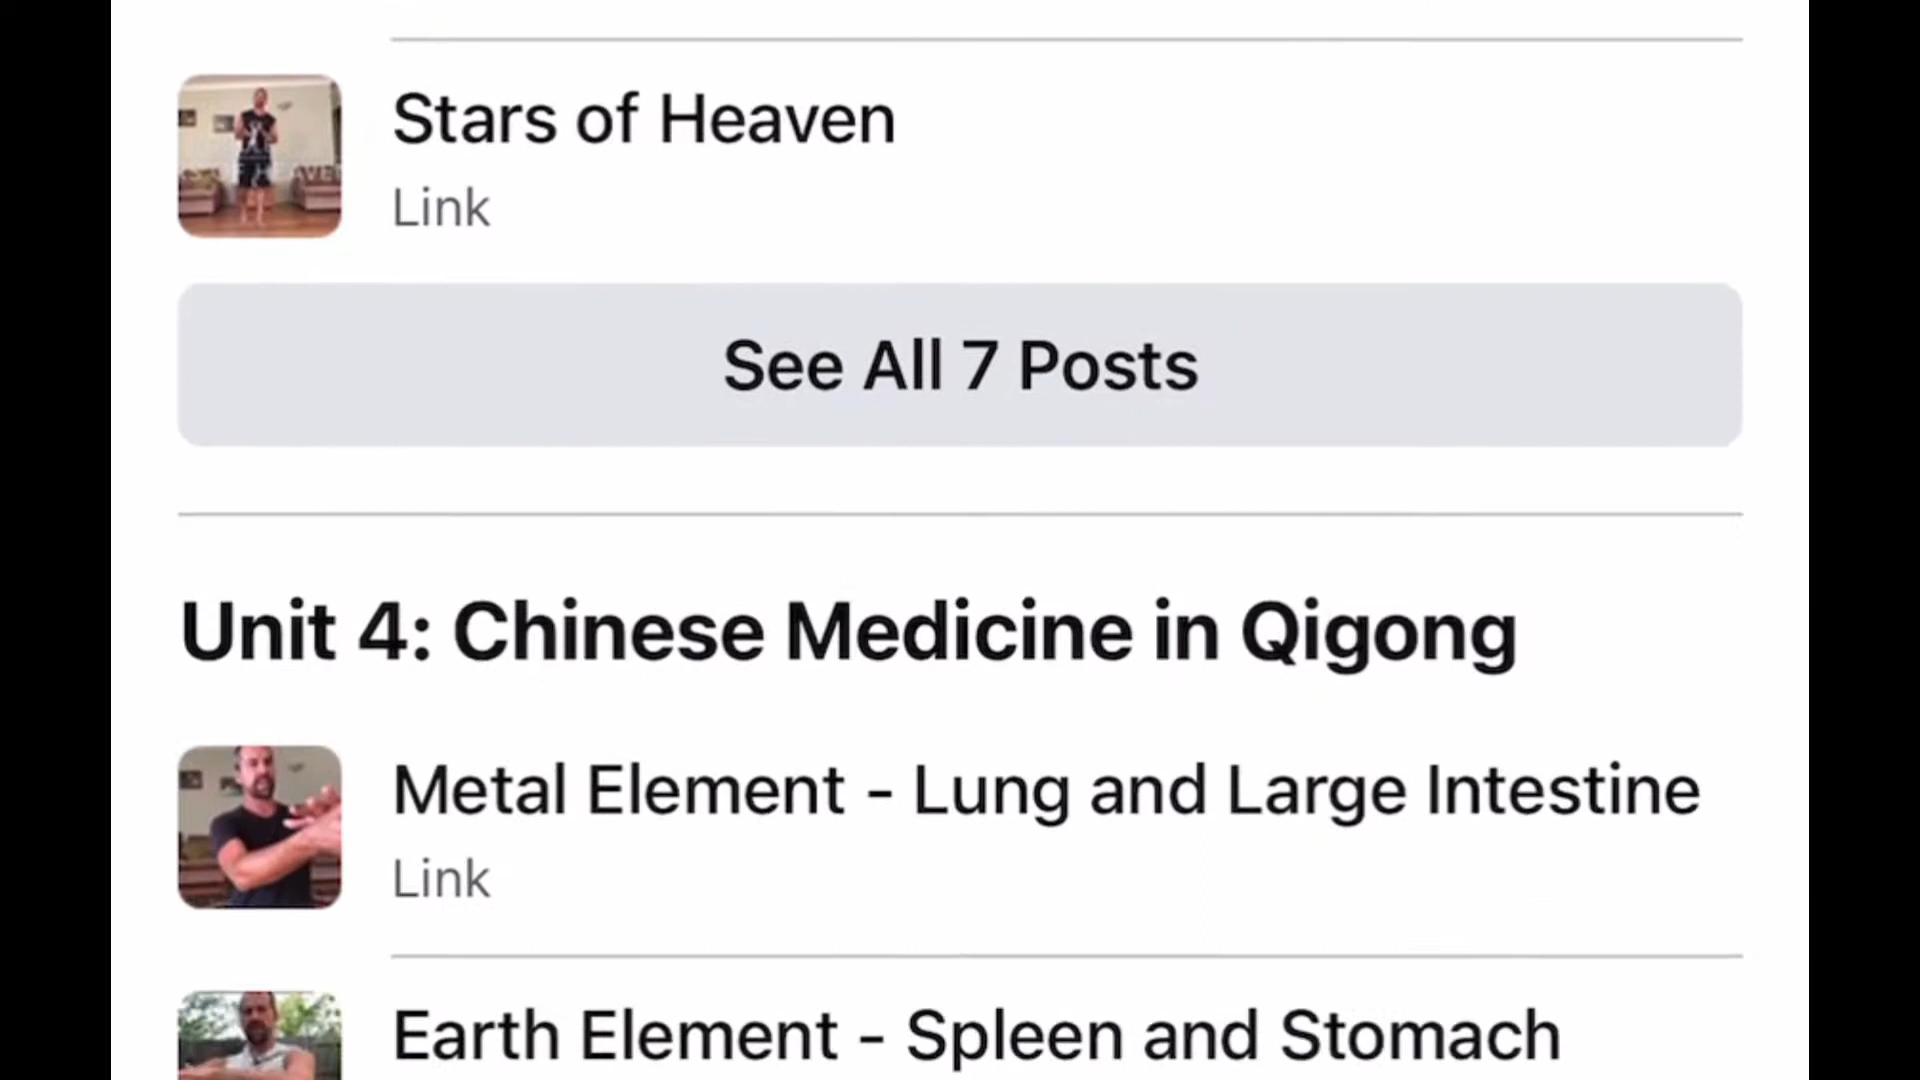 Stars of Heaven
Link
See All 7 Posts
Unit 4: Chinese Medicine in Qigong
Metal Element - Lung and Large Intestine
Link
Earth Element - Spleen and Stomach